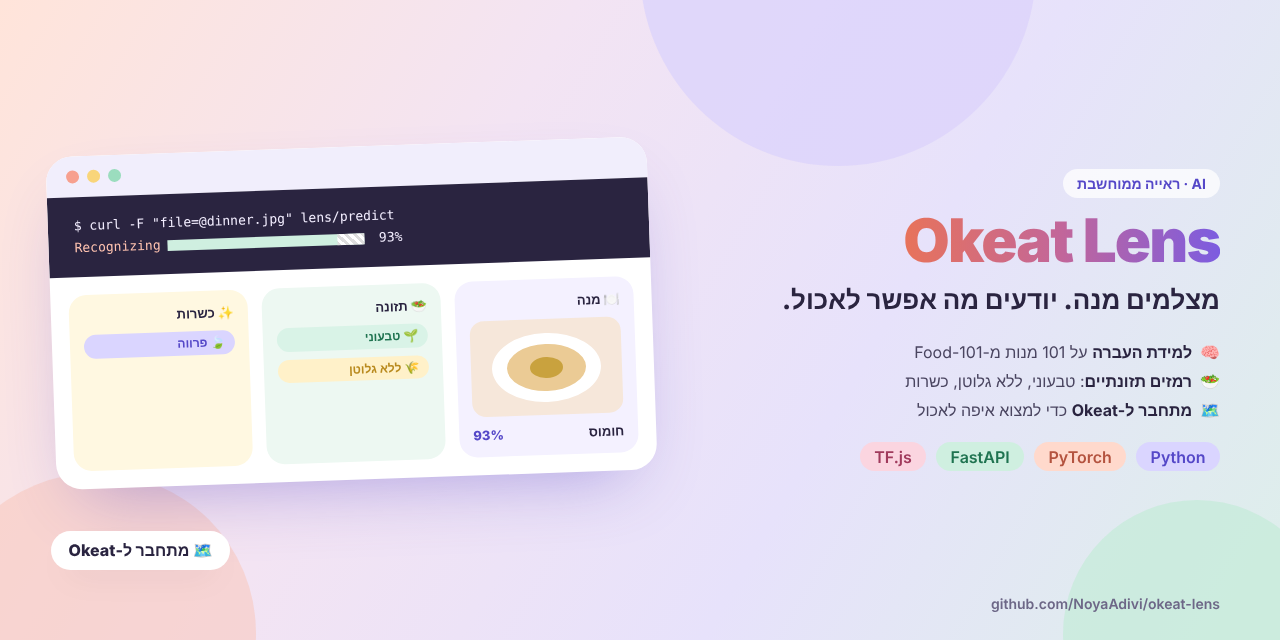 AI · ראייה ממוחשבת
Okeat Lens
מצלמים מנה. יודעים מה אפשר לאכול.
🧠 למידת העברה על 101 מנות מ-Food-101
🥗 רמזים תזונתיים: טבעוני, ללא גלוטן, כשרות
🗺️ מתחבר ל-Okeat כדי למצוא איפה לאכול
Python PyTorch FastAPI TF.js
github.com/NoyaAdivi/okeat-lens
$ curl -F "file=@dinner.jpg" lens/predict
Recognizing 93%
🍽️ מנה
חומוס 93%
🥗 תזונה
🌱 טבעוני
🌾 ללא גלוטן
✨ כשרות
🍃 פרווה
🗺️ מתחבר ל-Okeat